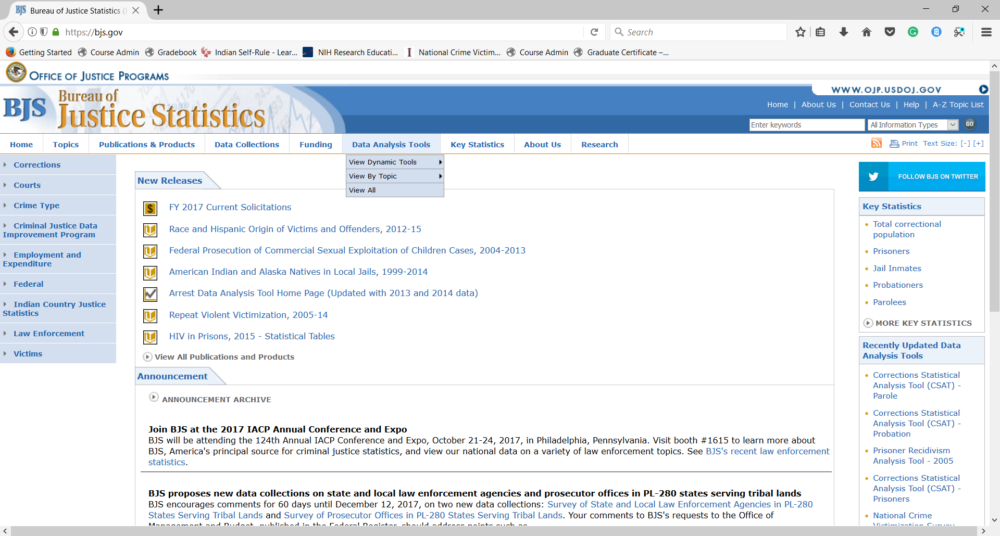 BJS Bureau of Justice Statistics (
https://bjs.gov
Search
Getting Started Course Admin Gradebook Indian Self-Rule - Lear... NIH Research Educati... National Crime Victim... Course Admin Graduate Certificate –...
OFFICE OF JUSTICE PROGRAMS
WWW.OJP.USDOJ.GOV
BJS
Bureau of
Justice Statistics
Home | About Us | Contact Us | Help | A-Z Topic List
Enter keywords All Information Types GO
Home Topics Publications & Products Data Collections Funding Data Analysis Tools Key Statistics About Us Research
Print Text Size: [-] [+]
View Dynamic Tools
View By Topic
View All
Corrections
Courts
Crime Type
Criminal Justice Data
Improvement Program
Employment and
Expenditure
Federal
Indian Country Justice
Statistics
Law Enforcement
Victims
New Releases
FY 2017 Current Solicitations
Race and Hispanic Origin of Victims and Offenders, 2012-15
Federal Prosecution of Commercial Sexual Exploitation of Children Cases, 2004-2013
American Indian and Alaska Natives in Local Jails, 1999-2014
Arrest Data Analysis Tool Home Page (Updated with 2013 and 2014 data)
Repeat Violent Victimization, 2005-14
HIV in Prisons, 2015 - Statistical Tables
View All Publications and Products
Announcement
ANNOUNCEMENT ARCHIVE
Join BJS at the 2017 IACP Annual Conference and Expo
BJS will be attending the 124th Annual IACP Conference and Expo, October 21-24, 2017, in Philadelphia, Pennsylvania. Visit booth #1615 to learn more about
BJS, America's principal source for criminal justice statistics, and view our national data on a variety of law enforcement topics. See BJS's recent law enforcement
statistics.
BJS proposes new data collections on state and local law enforcement agencies and prosecutor offices in PL-280 states serving tribal lands
BJS encourages comments for 60 days until December 12, 2017, on two new data collections: Survey of State and Local Law Enforcement Agencies in PL-280
States Serving Tribal Lands and Survey of Prosecutor Offices in PL-280 States Serving Tribal Lands. Your comments to BJS's requests to the Office of
Management and Budget, published in the Federal Register, should address points such as
FOLLOW BJS ON TWITTER
Key Statistics
Total correctional
population
Prisoners
Jail Inmates
Probationers
Parolees
MORE KEY STATISTICS
Recently Updated Data
Analysis Tools
Corrections Statistical
Analysis Tool (CSAT) -
Parole
Corrections Statistical
Analysis Tool (CSAT) -
Probation
Prisoner Recidivism
Analysis Tool - 2005
Corrections Statistical
Analysis Tool (CSAT) -
Prisoners
National Crime
Victimization Survey